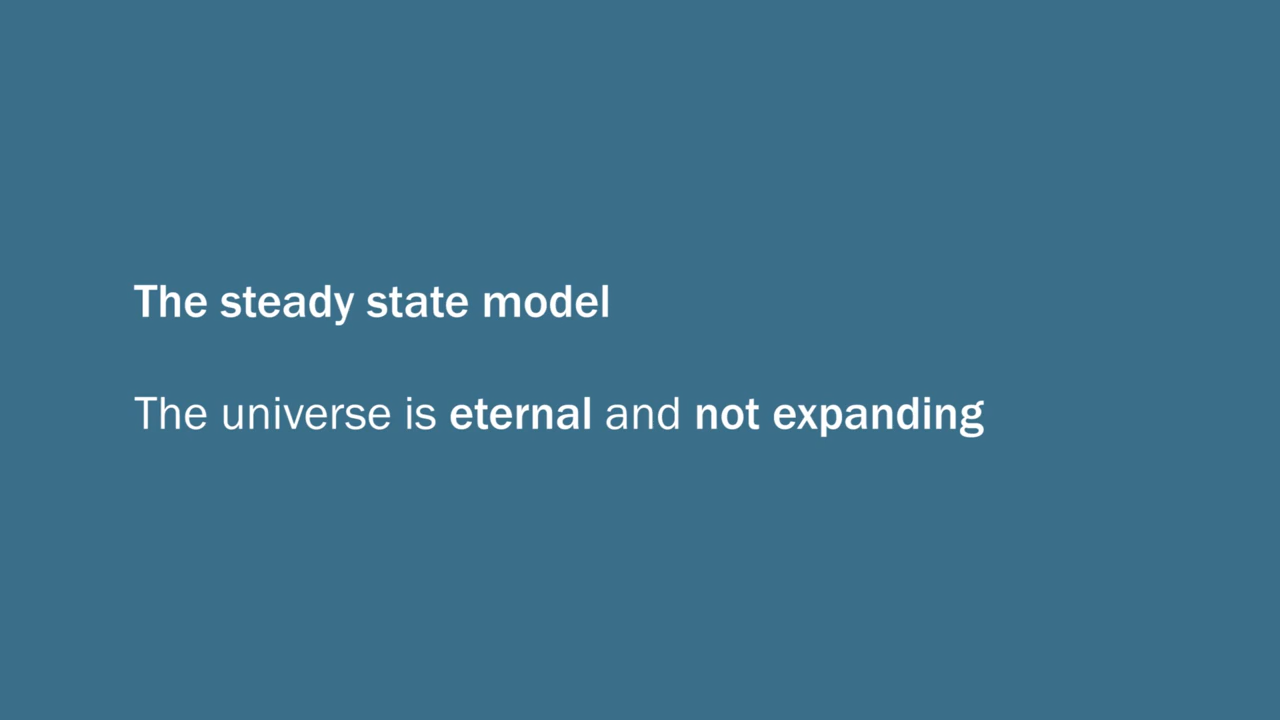 The steady state model
The universe is eternal and not expanding